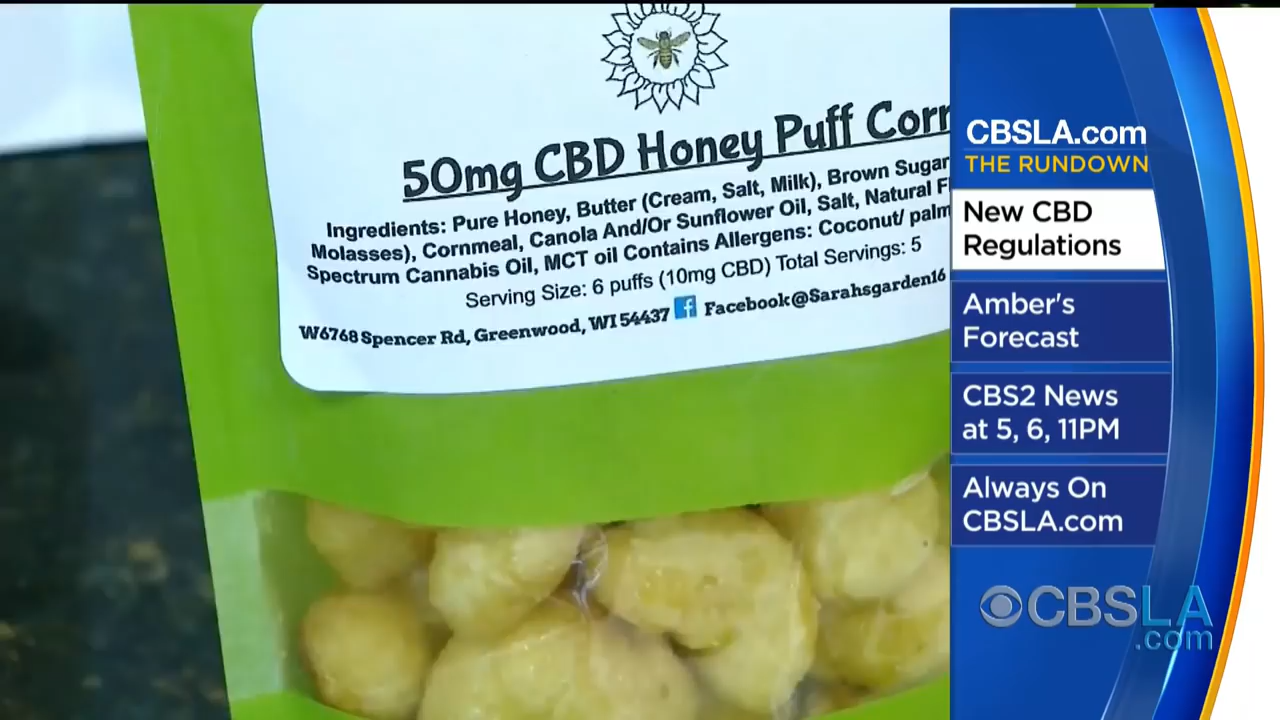 50mg CBD Honey Puff Corn
Ingredients: Pure Honey, Butter (Cream, Salt, Milk), Brown Sugar
Molasses), Cornmeal, Canola And/Or Sunflower Oil, Salt, Natural
Spectrum Cannabis Oil, MCT oil Contains Allergens: Coconut/ palm
Serving Size: 6 puffs (10mg CBD) Total Servings: 5
W6768 Spencer Rd, Greenwood, WI 54437 f Facebook@Sarahsgarden16
CBSLA.com
THE RUNDOWN
New CBD
Regulations
Amber's
Forecast
CBS2 News
at 5, 6, 11PM
Always On
CBSLA.com
CBSLA
.com